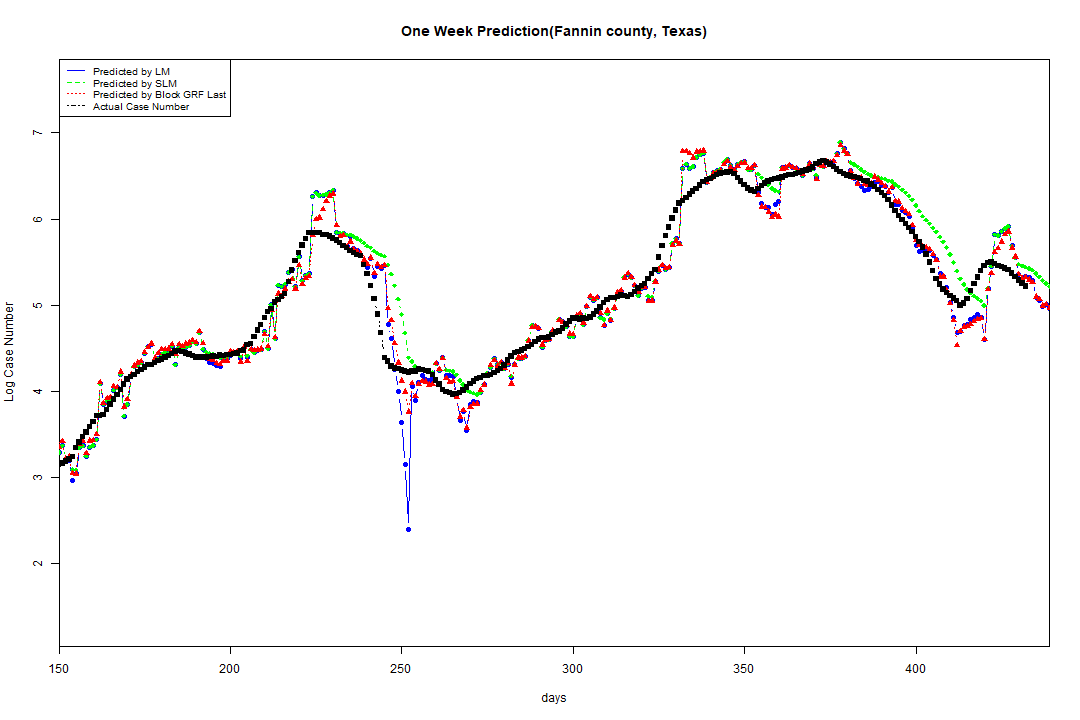 One Week Prediction(Fannin county, Texas)
Predicted by LM
Predicted by SLM
Predicted by Block GRF Last
Actual Case Number
7
6
5
4
3
2
Log Case Number
150 200 250 300 350 400
days